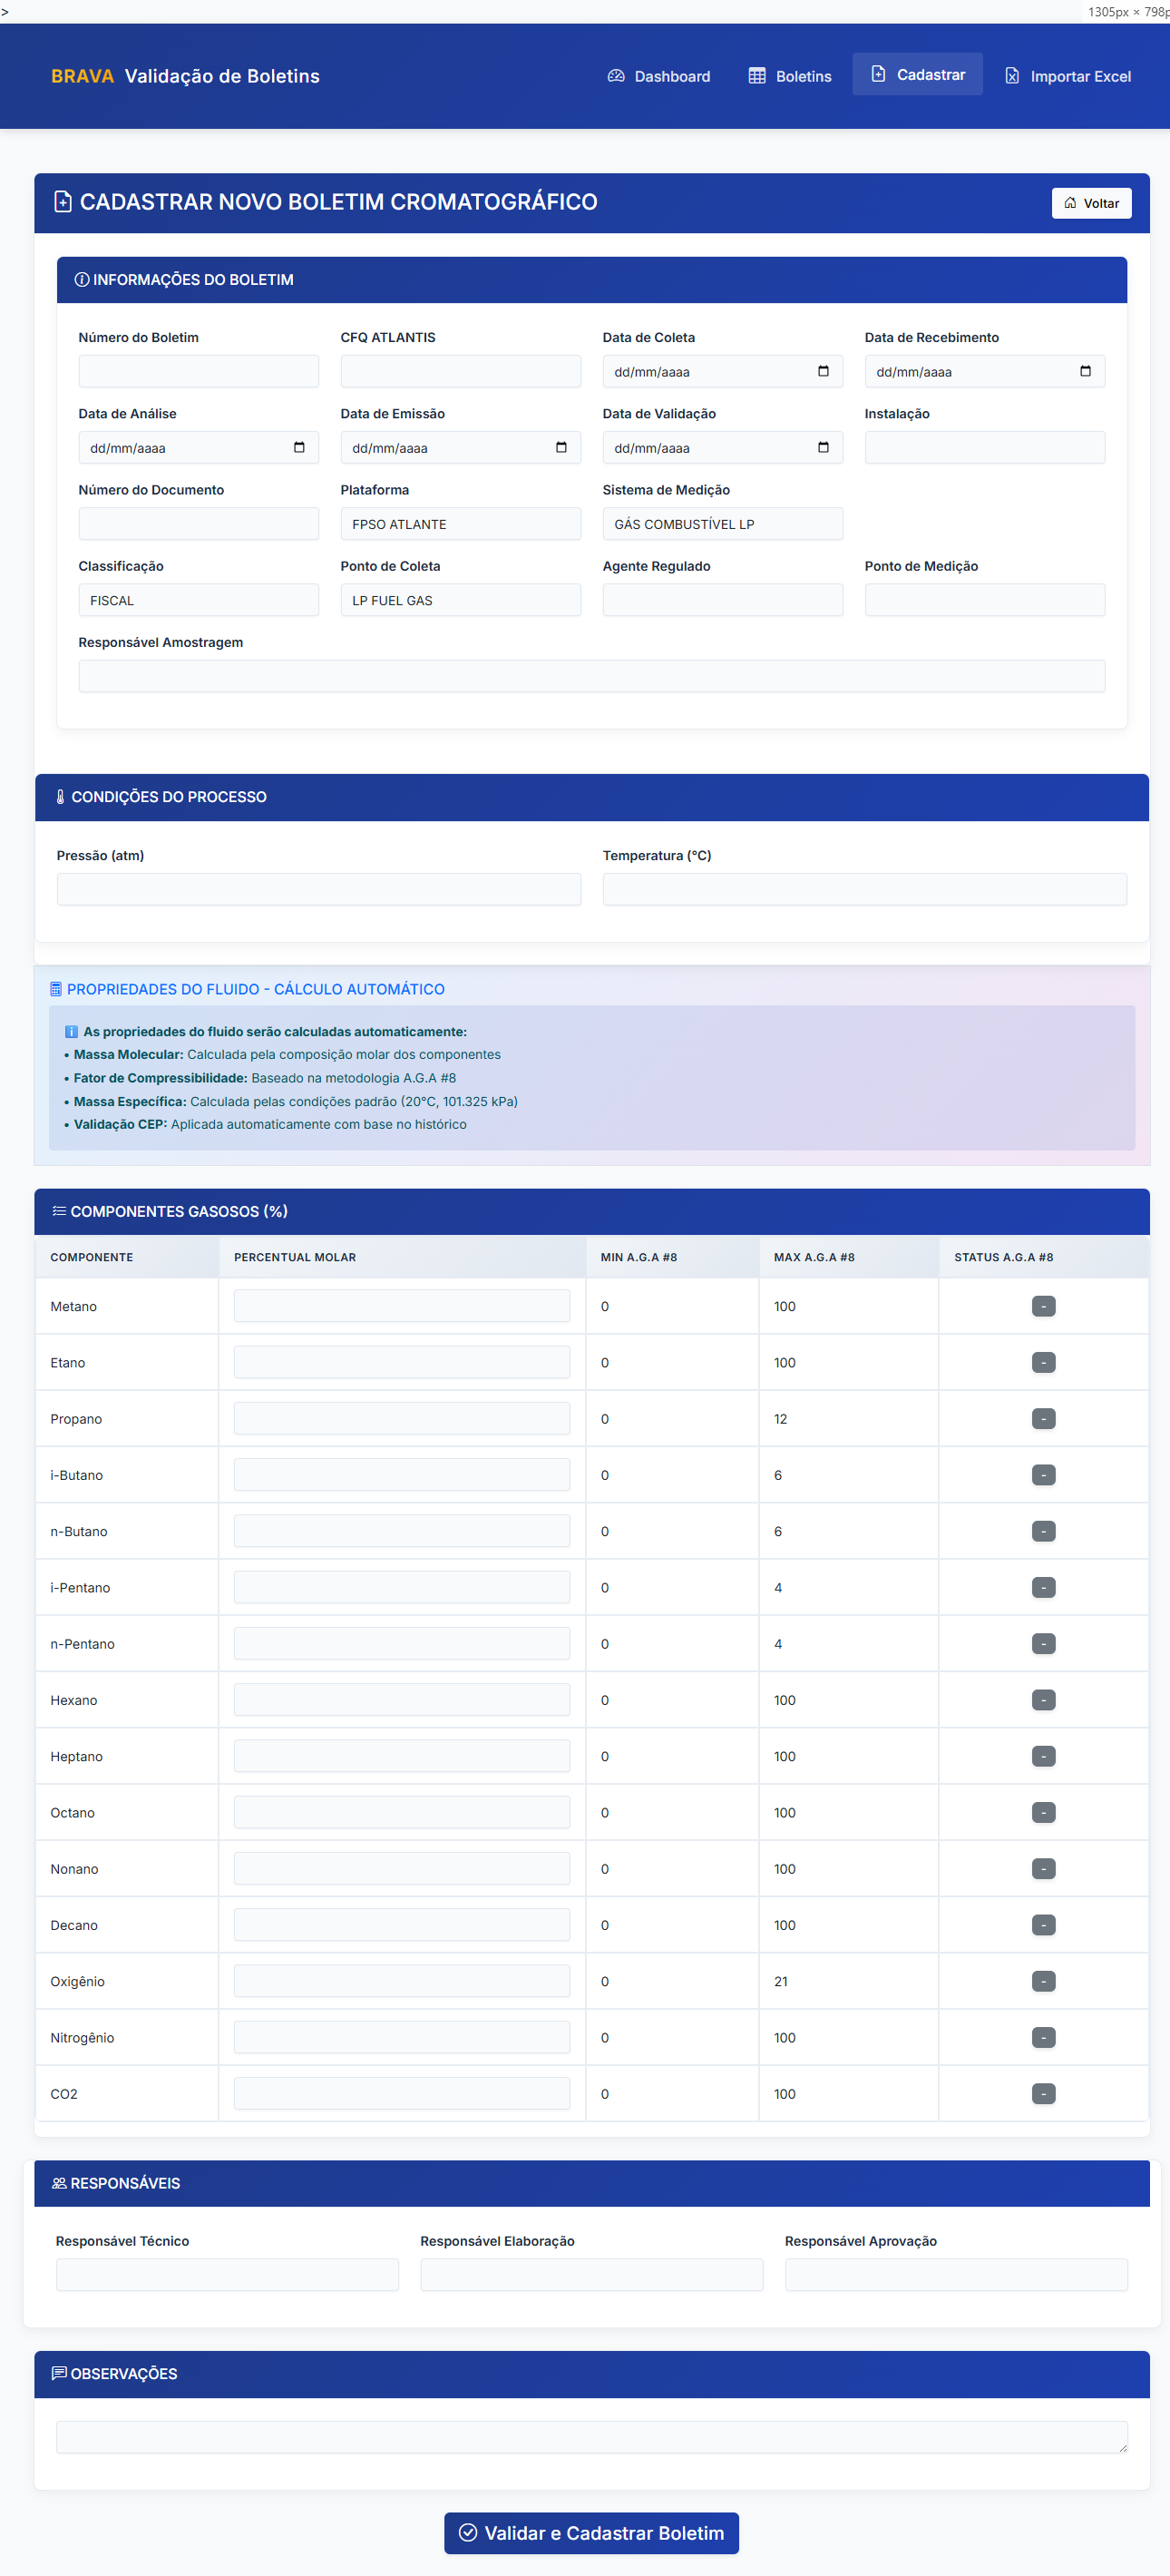 >
1305px × 798p
BRAVA Validação de Boletins
Dashboard
Boletins
Cadastrar
Importar Excel
CADASTRAR NOVO BOLETIM CROMATOGRÁFICO
Voltar
INFORMAÇÕES DO BOLETIM
Número do Boletim
CFQ ATLANTIS
Data de Coleta
Data de Recebimento
dd/mm/aaaa
dd/mm/aaaa
Data de Análise
Data de Emissão
Data de Validação
Instalação
dd/mm/aaaa
dd/mm/aaaa
dd/mm/aaaa
Número do Documento
Plataforma
Sistema de Medição
FPSO ATLANTE
GÁS COMBUSTÍVEL LP
Classificação
Ponto de Coleta
Agente Regulado
Ponto de Medição
FISCAL
LP FUEL GAS
Responsável Amostragem
CONDIÇÕES DO PROCESSO
Pressão (atm)
Temperatura (°C)
PROPRIEDADES DO FLUIDO - CÁLCULO AUTOMÁTICO
ℹ️ As propriedades do fluido serão calculadas automaticamente:
• Massa Molecular: Calculada pela composição molar dos componentes
• Fator de Compressibilidade: Baseado na metodologia A.G.A #8
• Massa Específica: Calculada pelas condições padrão (20°C, 101.325 kPa)
• Validação CEP: Aplicada automaticamente com base no histórico
COMPONENTES GASOSOS (%)
COMPONENTE PERCENTUAL MOLAR MIN A.G.A #8 MAX A.G.A #8 STATUS A.G.A #8
Metano 0 100 -
Etano 0 100 -
Propano 0 12 -
i-Butano 0 6 -
n-Butano 0 6 -
i-Pentano 0 4 -
n-Pentano 0 4 -
Hexano 0 100 -
Heptano 0 100 -
Octano 0 100 -
Nonano 0 100 -
Decano 0 100 -
Oxigênio 0 21 -
Nitrogênio 0 100 -
CO2 0 100 -
RESPONSÁVEIS
Responsável Técnico
Responsável Elaboração
Responsável Aprovação
OBSERVAÇÕES
Validar e Cadastrar Boletim